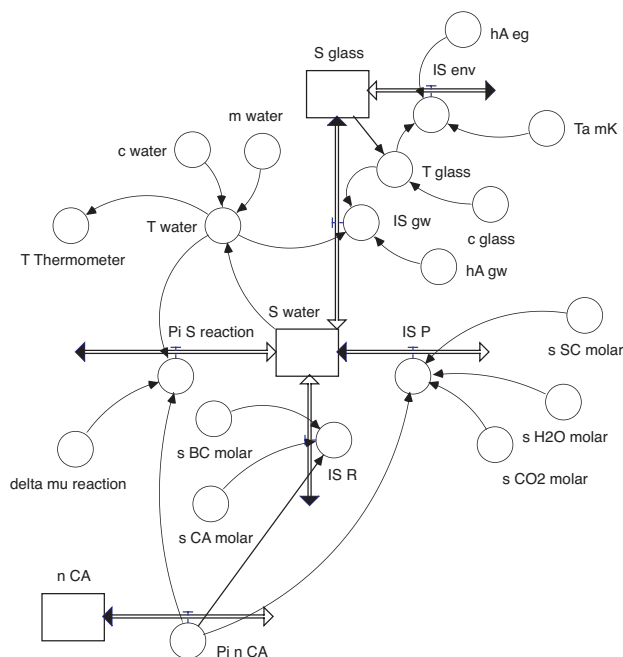 hA eg
S glass
IS env
m water
c water
Ta mK
T glass
T water
IS gw
c glass
T Thermometer
hA gw
S water
Pi S reaction
IS P
s SC molar
s BC molar
s H2O molar
IS R
s CO2 molar
delta mu reaction
s CA molar
n CA
Pi n CA